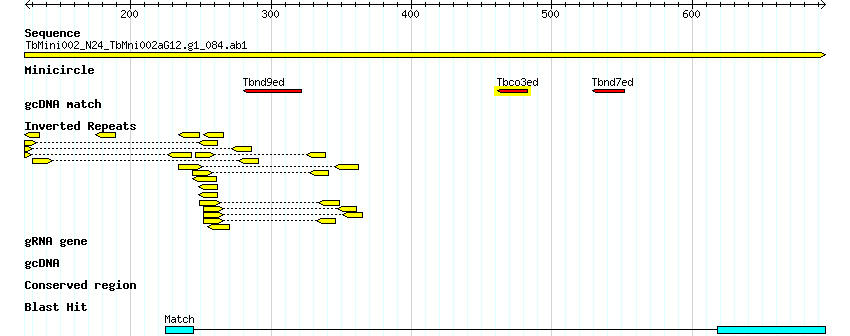 200 300 400 500 600
Sequence
TbMini002_N24_TbMni002aG12.g1_084.ab1
Minicircle
Tbnd9ed Tbco3ed Tbnd7ed
gcDNA match
Inverted Repeats
gRNA gene
gcDNA
Conserved region
Blast Hit
Match